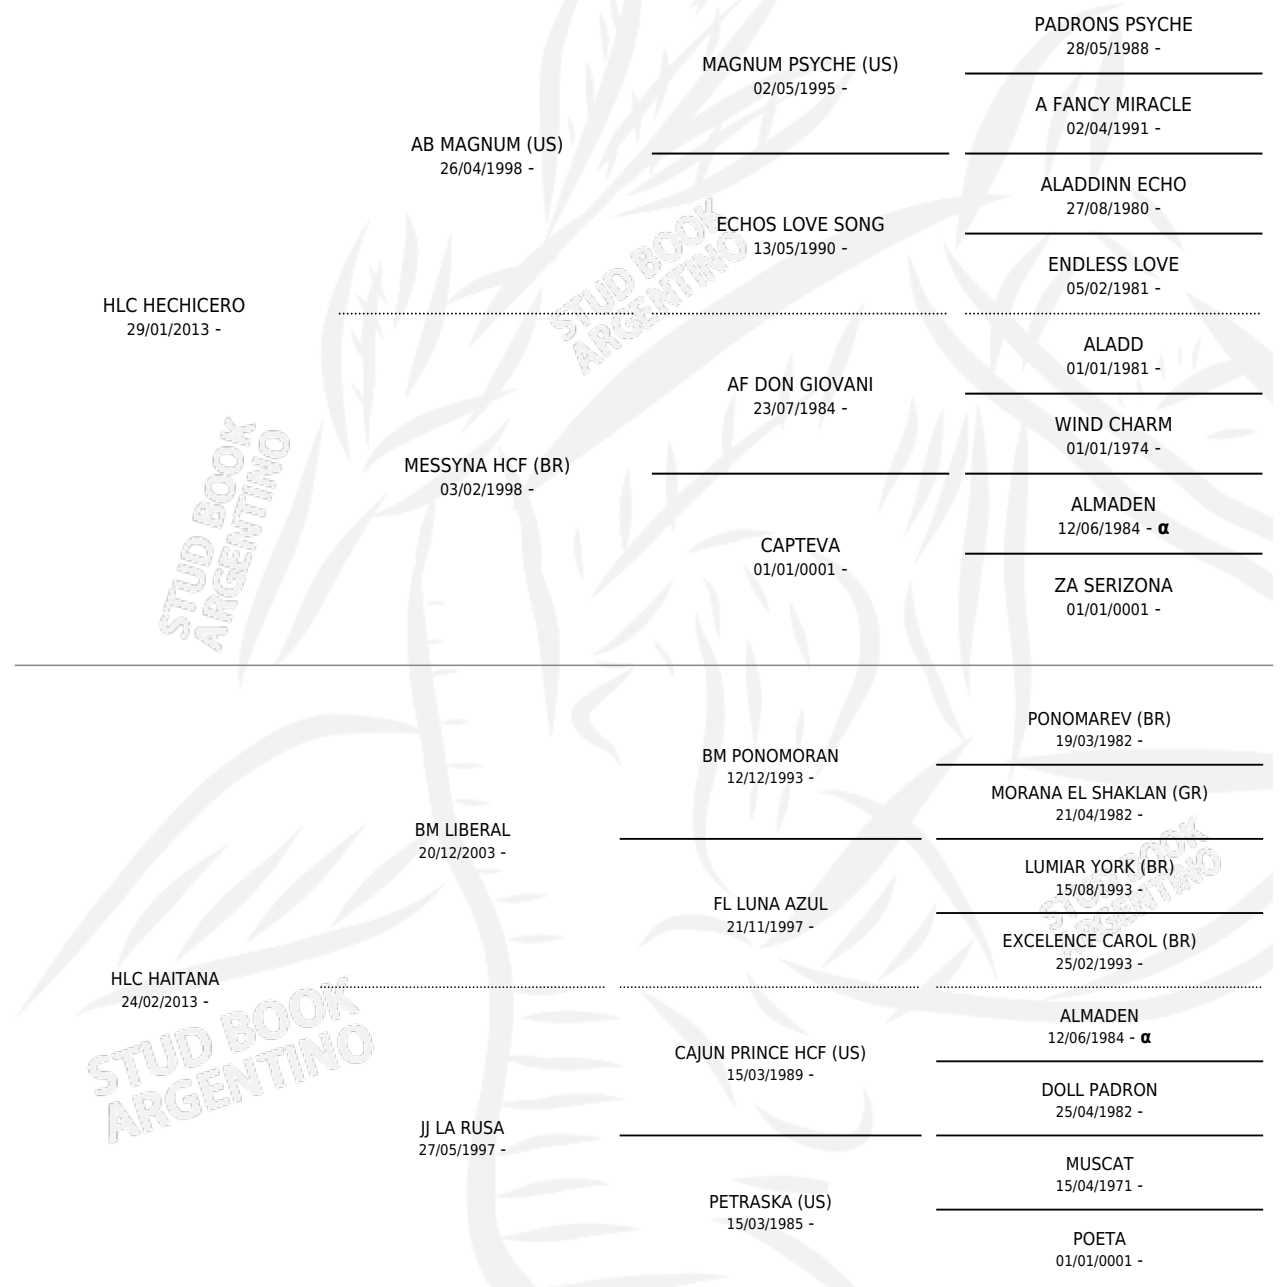 PADRONS PSYCHE
28/05/1988 -
MAGNUM PSYCHE (US)
02/05/1995 -
A FANCY MIRACLE
02/04/1991 -
AB MAGNUM (US)
26/04/1998 -
ALADDINN ECHO
27/08/1980 -
ECHOS LOVE SONG
13/05/1990 -
ENDLESS LOVE
05/02/1981 -
HLC HECHICERO
29/01/2013 -
ALADD
01/01/1981 -
AF DON GIOVANI
23/07/1984 -
WIND CHARM
01/01/1974 -
MESSYNA HCF (BR)
03/02/1998 -
ALMADEN
12/06/1984 - α
CAPTEVA
01/01/0001 -
ZA SERIZONA
01/01/0001 -
STUD BOOK
ARGENTINO
STUD BOOK
ARGENTINO
PONOMAREV (BR)
19/03/1982 -
BM PONOMORAN
12/12/1993 -
MORANA EL SHAKLAN (GR)
21/04/1982 -
BM LIBERAL
20/12/2003 -
LUMIAR YORK (BR)
15/08/1993 -
FL LUNA AZUL
21/11/1997 -
EXCELENCE CAROL (BR)
25/02/1993 -
HLC HAITANA
24/02/2013 -
ALMADEN
12/06/1984 - α
CAJUN PRINCE HCF (US)
15/03/1989 -
DOLL PADRON
25/04/1982 -
JJ LA RUSA
27/05/1997 -
MUSCAT
15/04/1971 -
PETRASKA (US)
15/03/1985 -
POETA
01/01/0001 -
STUD BOOK
ARGENTINO
STUD BOOK
ARGENTINO